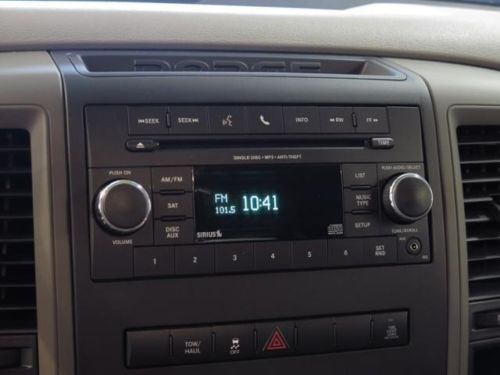 DODGE
SEEK SEEK INFO RW FF
SINGLE DISC • MP3 • ANTI-THEFT
TIME
PUSH ON
VOLUME
AM/FM
SAT
DISC
AUX
FM
101.5
10:41
SIRIUS
LIST
MUSIC
TYPE
SETUP
PUSH AUDIO/SELECT
TUNE/SCROLL
1 2 3 4 5 6
SET
RND
TOW/
HAUL
OFF